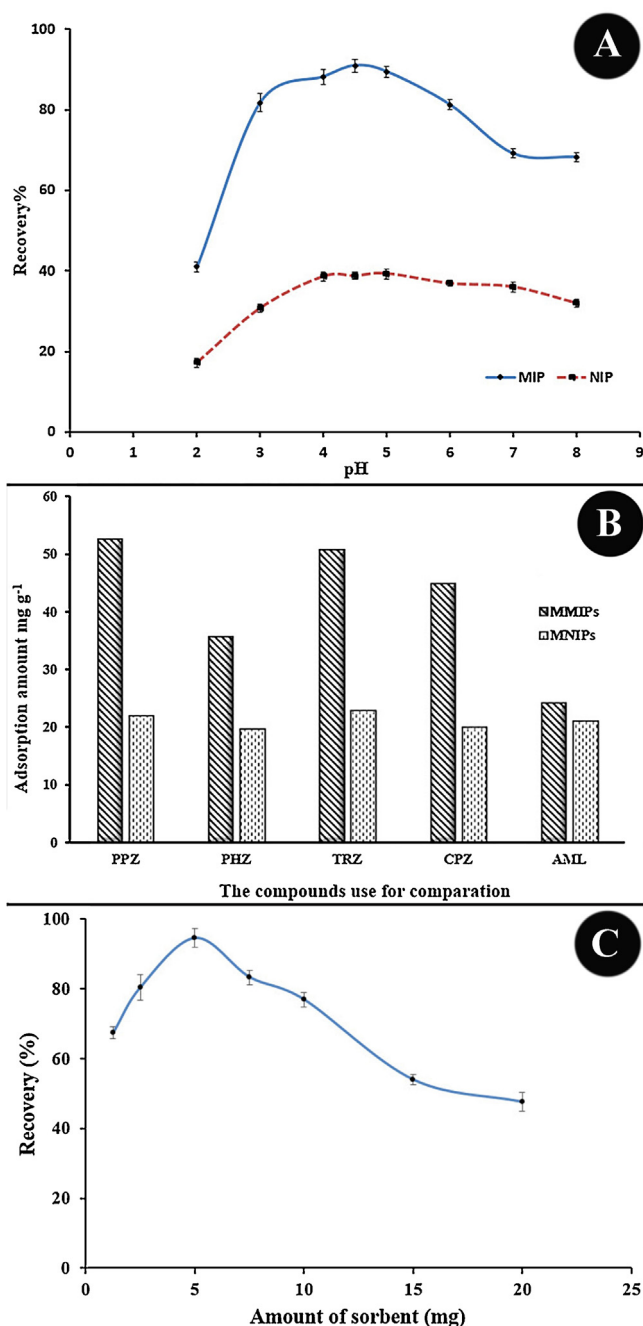 A
100
80
60
40
20
0
Recovery%
MIP NIP
0 1 2 3 4 5 6 7 8 9
pH
B
60
50
40
30
20
10
0
Adsorption amount mg g-1
MMIPs
MNIPs
PPZ PHZ TRZ CPZ AML
The compounds use for comparation
C
100
80
60
40
20
0
Recovery (%)
0 5 10 15 20 25
Amount of sorbent (mg)